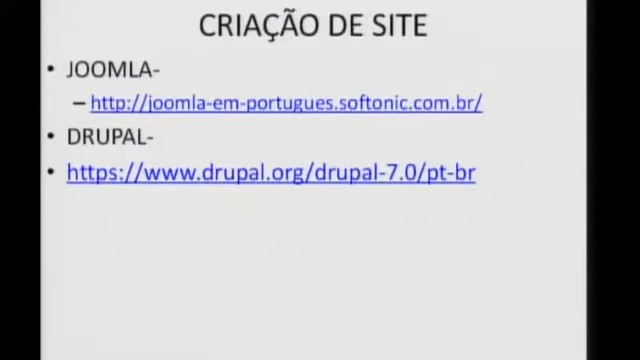 CRIAÇÃO DE SITE
• JOOMLA-
– http://joomla-em-portugues.softonic.com.br/
• DRUPAL-
• https://www.drupal.org/drupal-7.0/pt-br